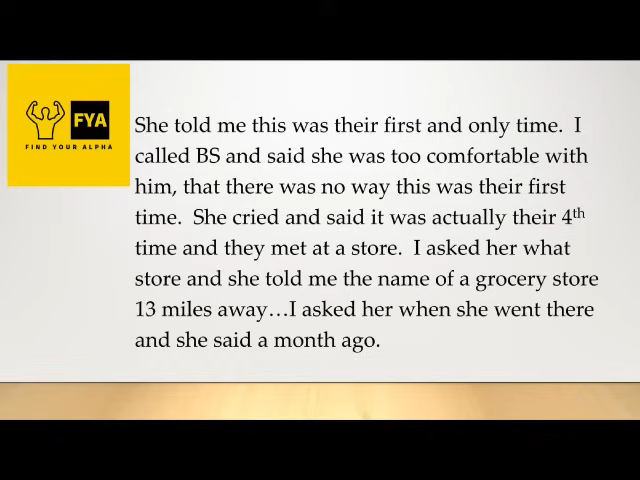 FYA
FIND YOUR ALPHA
She told me this was their first and only time.  I
called BS and said she was too comfortable with
him, that there was no way this was their first
time.  She cried and said it was actually their 4th
time and they met at a store.  I asked her what
store and she told me the name of a grocery store
13 miles away…I asked her when she went there
and she said a month ago.